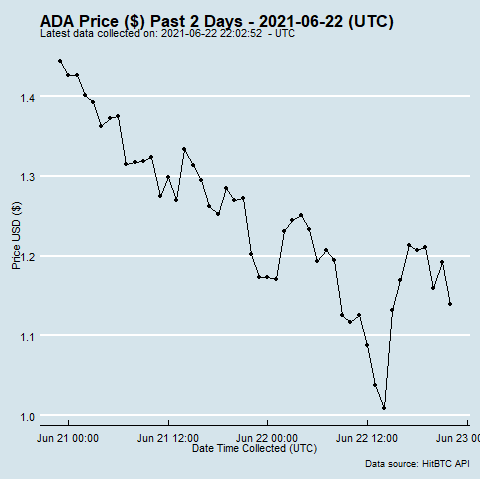 ADA Price ($) Past 2 Days - 2021-06-22 (UTC)
Latest data collected on: 2021-06-22 22:02:52  - UTC
Price USD ($)
1.4
1.3
1.2
1.1
1.0
Jun 21 00:00 Jun 21 12:00 Jun 22 00:00 Jun 22 12:00 Jun 23 00
Date Time Collected (UTC)
Data source: HitBTC API